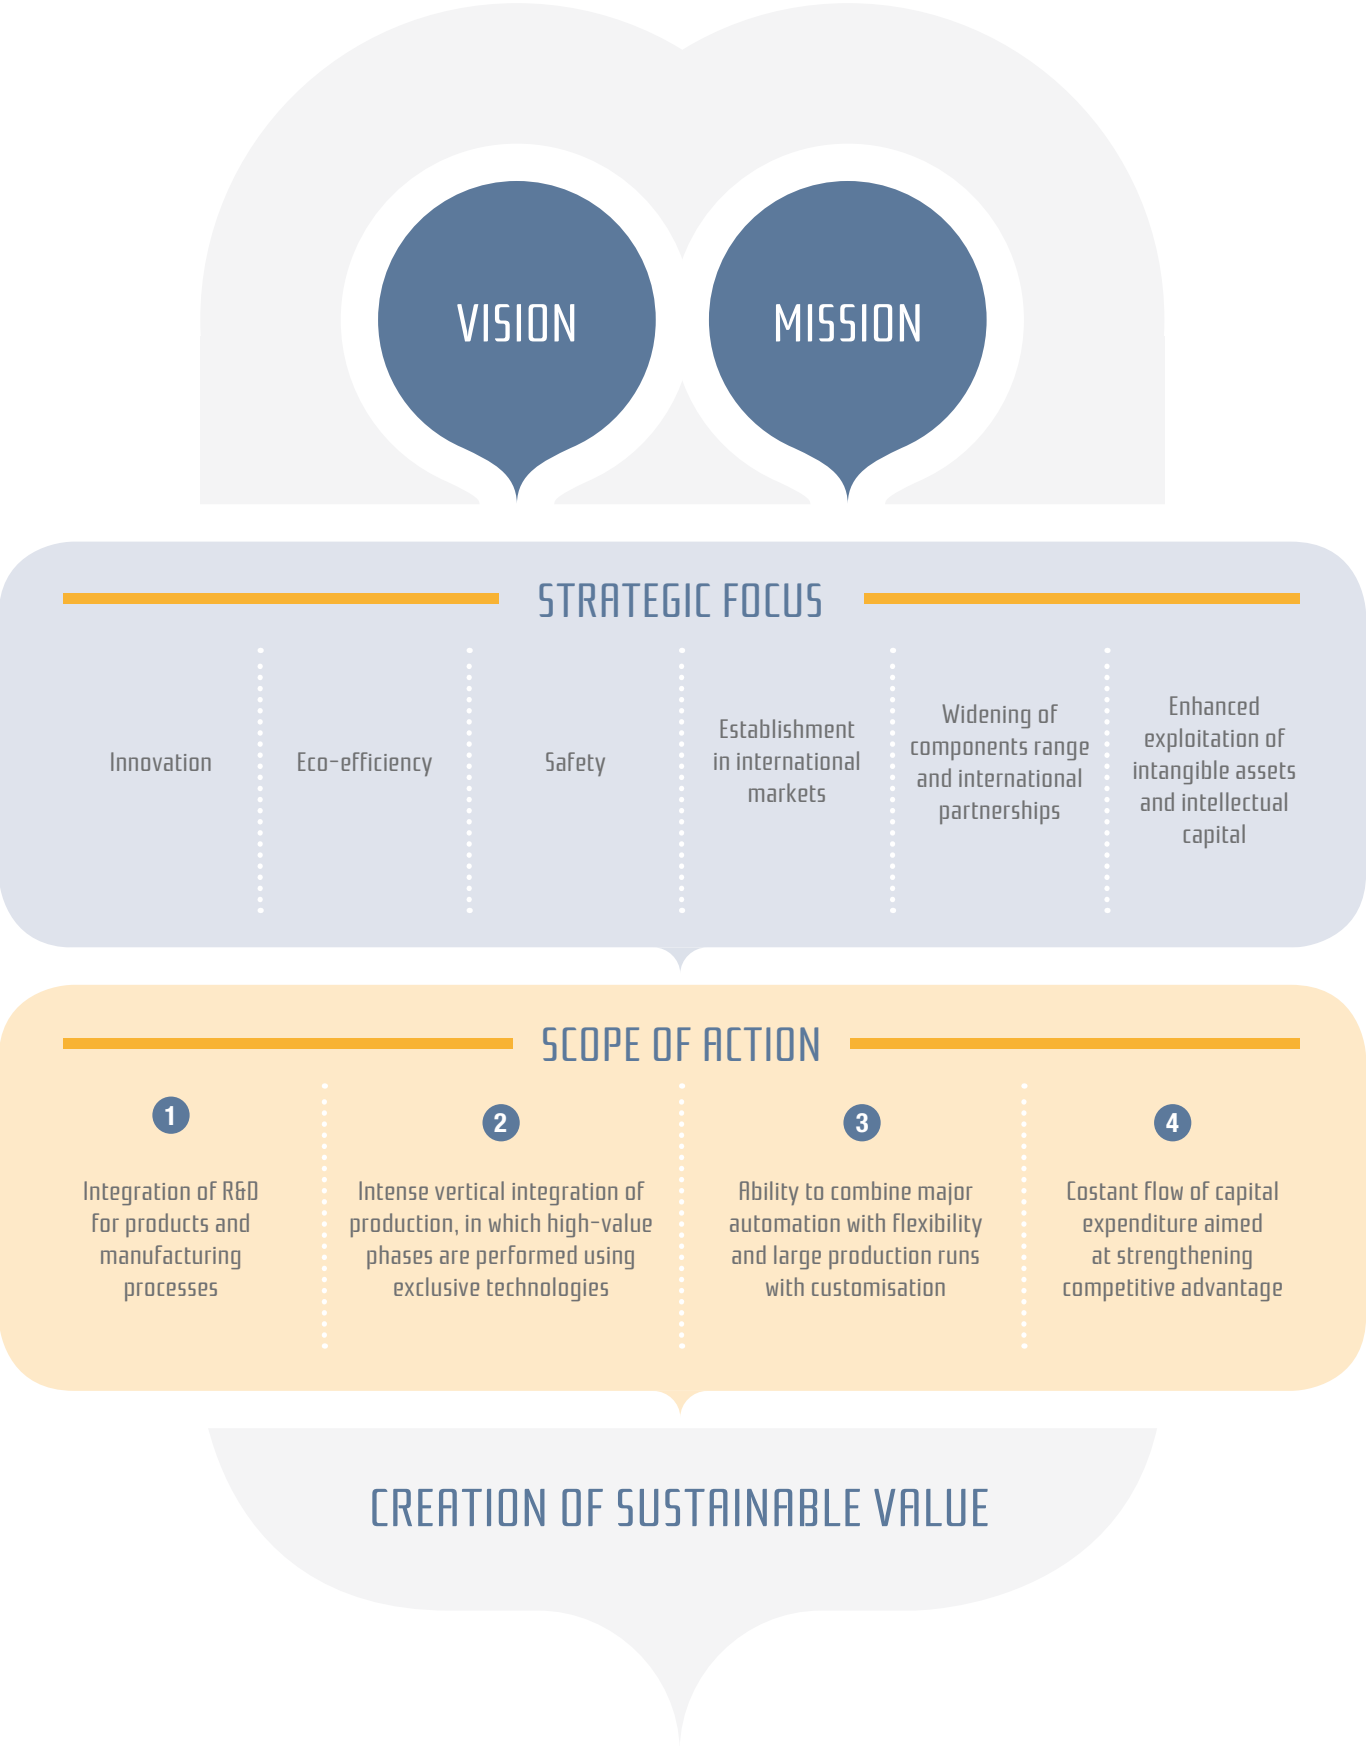 VISION
MISSION
STRATEGIC FOCUS
Innovation
Eco-efficiency
Safety
Establishment
in international
markets
Widening of
components range
and international
partnerships
Enhanced
exploitation of
intangible assets
and intellectual
capital
SCOPE OF ACTION
1
Integration of R&D
for products and
manufacturing
processes
2
Intense vertical integration of
production, in which high-value
phases are performed using
exclusive technologies
3
Ability to combine major
automation with flexibility
and large production runs
with customisation
4
Costant flow of capital
expenditure aimed
at strengthening
competitive advantage
CREATION OF SUSTAINABLE VALUE